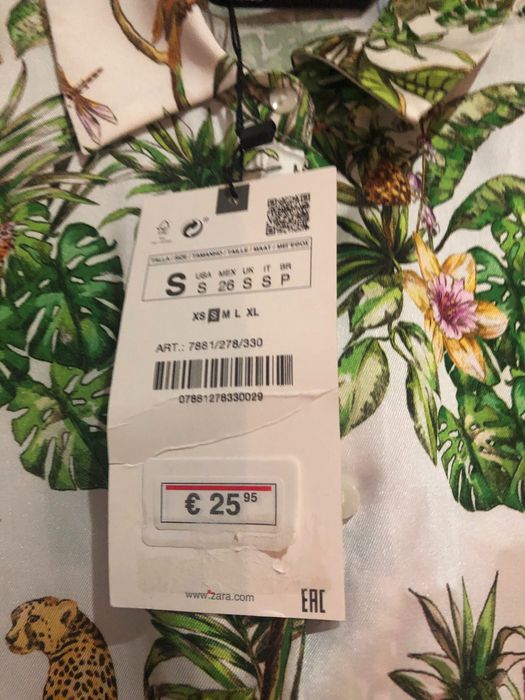 TALLA / SIZE / TAMANHO / TAILLE / MAAT / ΜΕΓΕΘΟΣ
S USA MEX UK IT BR
S 26 S S P
XS S M L XL
ART.: 7881/278/330
07881278330029
€ 25 95
www.zara.com
EAC